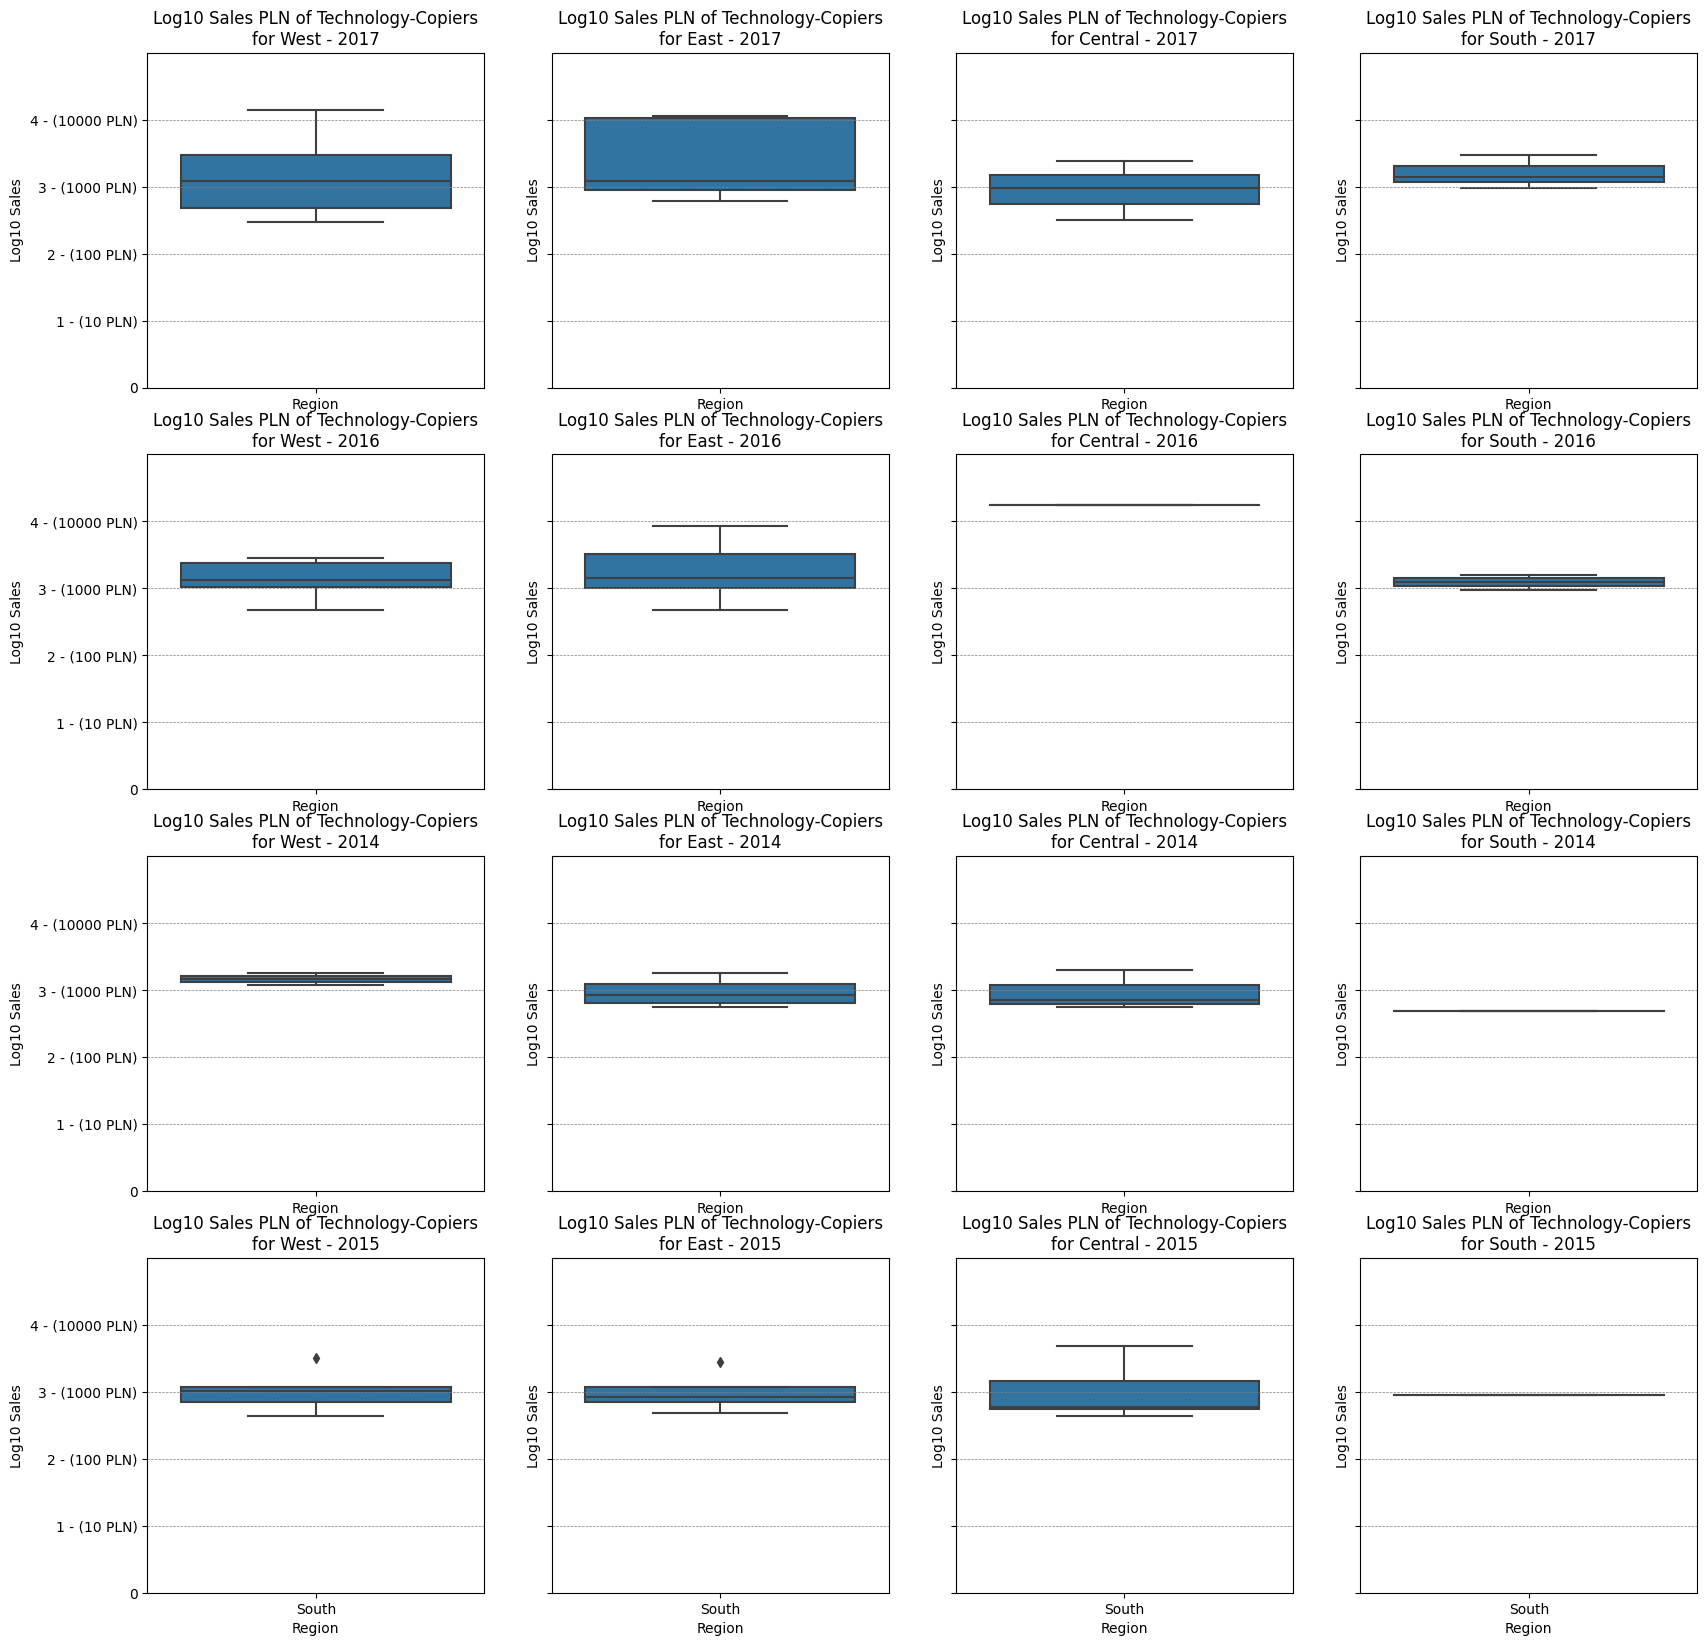 Log10 Sales PLN of Technology-Copiers
for West - 2017
Log10 Sales PLN of Technology-Copiers
for East - 2017
Log10 Sales PLN of Technology-Copiers
for Central - 2017
Log10 Sales PLN of Technology-Copiers
for South - 2017
4 - (10000 PLN)
3 - (1000 PLN)
2 - (100 PLN)
1 - (10 PLN)
0
Log10 Sales
Log10 Sales
Log10 Sales
Log10 Sales
Region
Region
Region
Region
Log10 Sales PLN of Technology-Copiers
for West - 2016
Log10 Sales PLN of Technology-Copiers
for East - 2016
Log10 Sales PLN of Technology-Copiers
for Central - 2016
Log10 Sales PLN of Technology-Copiers
for South - 2016
4 - (10000 PLN)
3 - (1000 PLN)
2 - (100 PLN)
1 - (10 PLN)
0
Log10 Sales
Log10 Sales
Log10 Sales
Log10 Sales
Region
Region
Region
Region
Log10 Sales PLN of Technology-Copiers
for West - 2014
Log10 Sales PLN of Technology-Copiers
for East - 2014
Log10 Sales PLN of Technology-Copiers
for Central - 2014
Log10 Sales PLN of Technology-Copiers
for South - 2014
4 - (10000 PLN)
3 - (1000 PLN)
2 - (100 PLN)
1 - (10 PLN)
0
Log10 Sales
Log10 Sales
Log10 Sales
Log10 Sales
Region
Region
Region
Region
Log10 Sales PLN of Technology-Copiers
for West - 2015
Log10 Sales PLN of Technology-Copiers
for East - 2015
Log10 Sales PLN of Technology-Copiers
for Central - 2015
Log10 Sales PLN of Technology-Copiers
for South - 2015
4 - (10000 PLN)
3 - (1000 PLN)
2 - (100 PLN)
1 - (10 PLN)
0
Log10 Sales
Log10 Sales
Log10 Sales
Log10 Sales
South
South
South
South
Region
Region
Region
Region